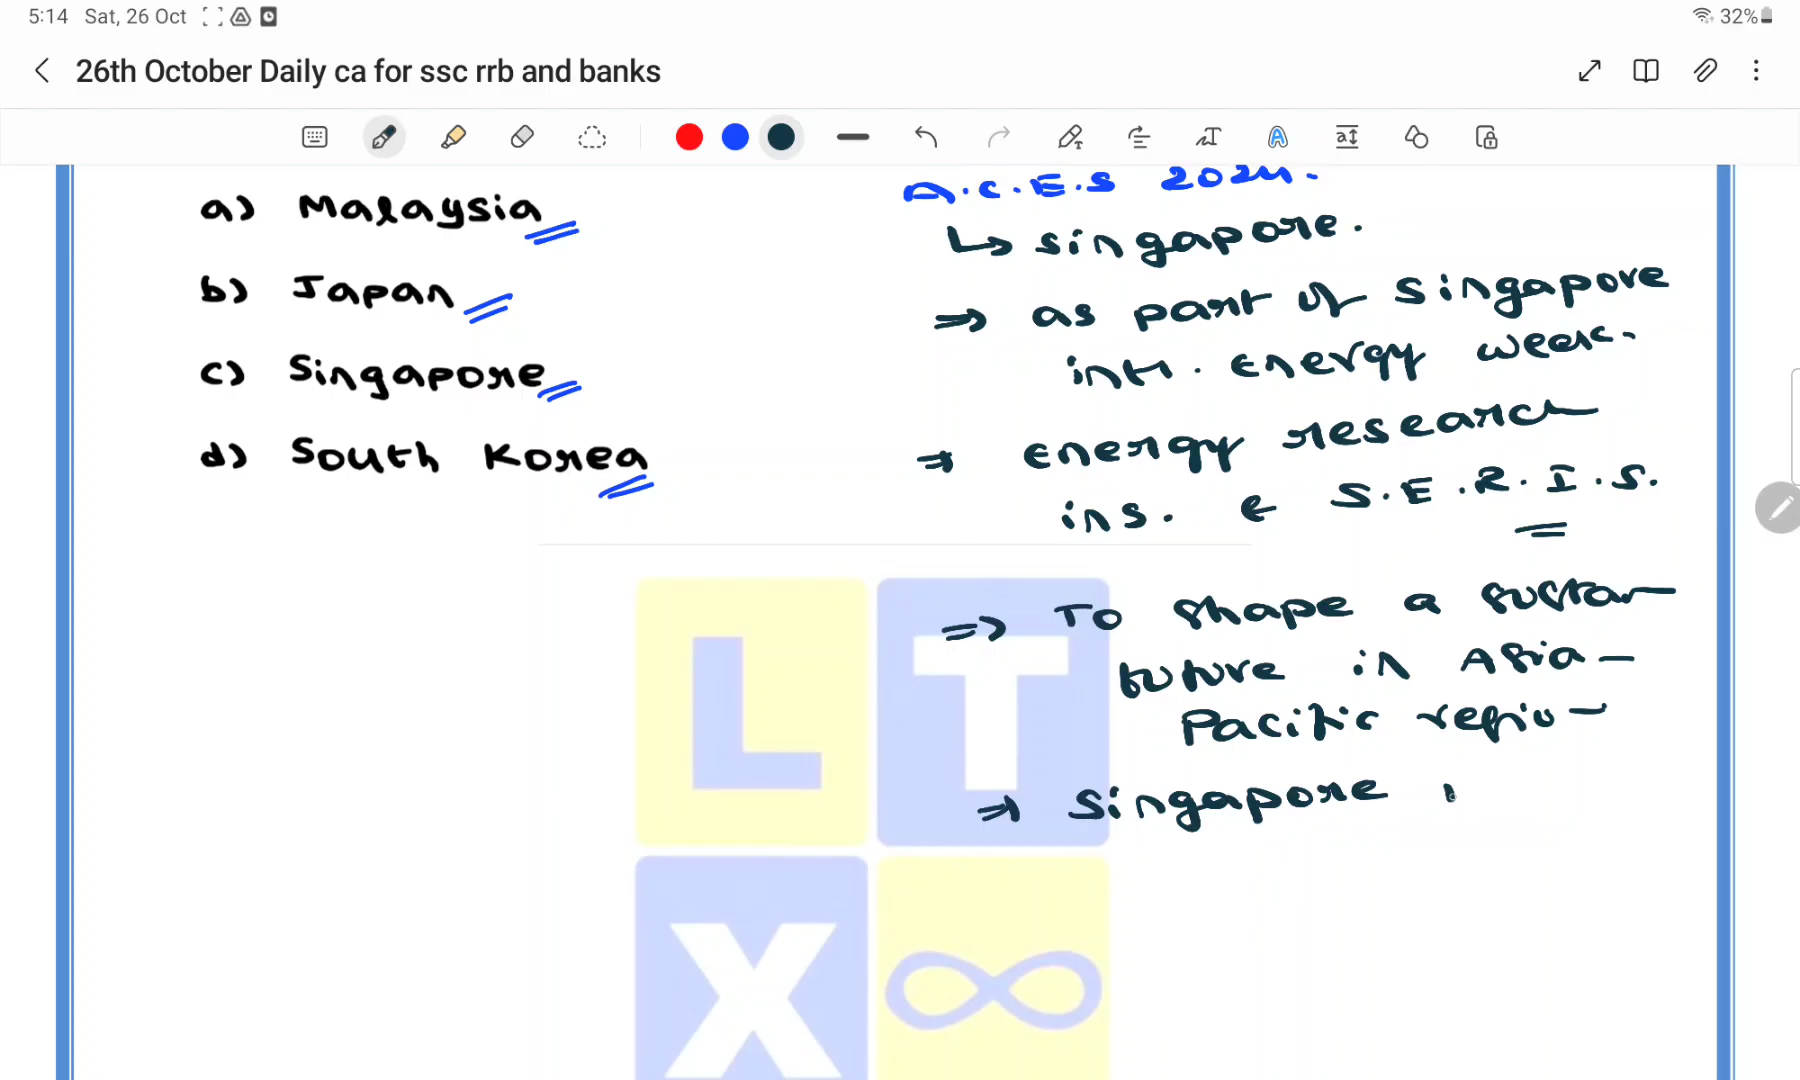 5:14 Sat, 26 Oct
32%
26th October Daily ca for ssc rrb and banks
a) Malaysia
b) Japan
c) Singapore
d) South Korea
A.C.E.S 2024.
↳ singapore.
⇒ as part of Singapore
intl. energy week.
⇒ energy research
ins. ← S.E.R.I.S.
⇒ To shape a
future in Asia-
Pacific region
⇒ Singapore
L T
X ∞